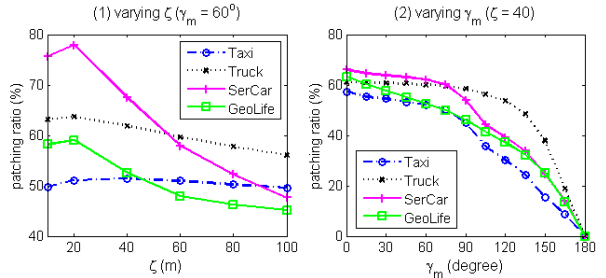 (1) varying ζ (γm = 60°)
patching ratio (%)
80
70
60
50
40
Taxi
Truck
SerCar
GeoLife
20 40 60 80 100
ζ (m)
(2) varying γm (ζ = 40)
patching ratio (%)
80
60
40
20
0
Taxi
Truck
SerCar
GeoLife
0 30 60 90 120 150 180
γm (degree)